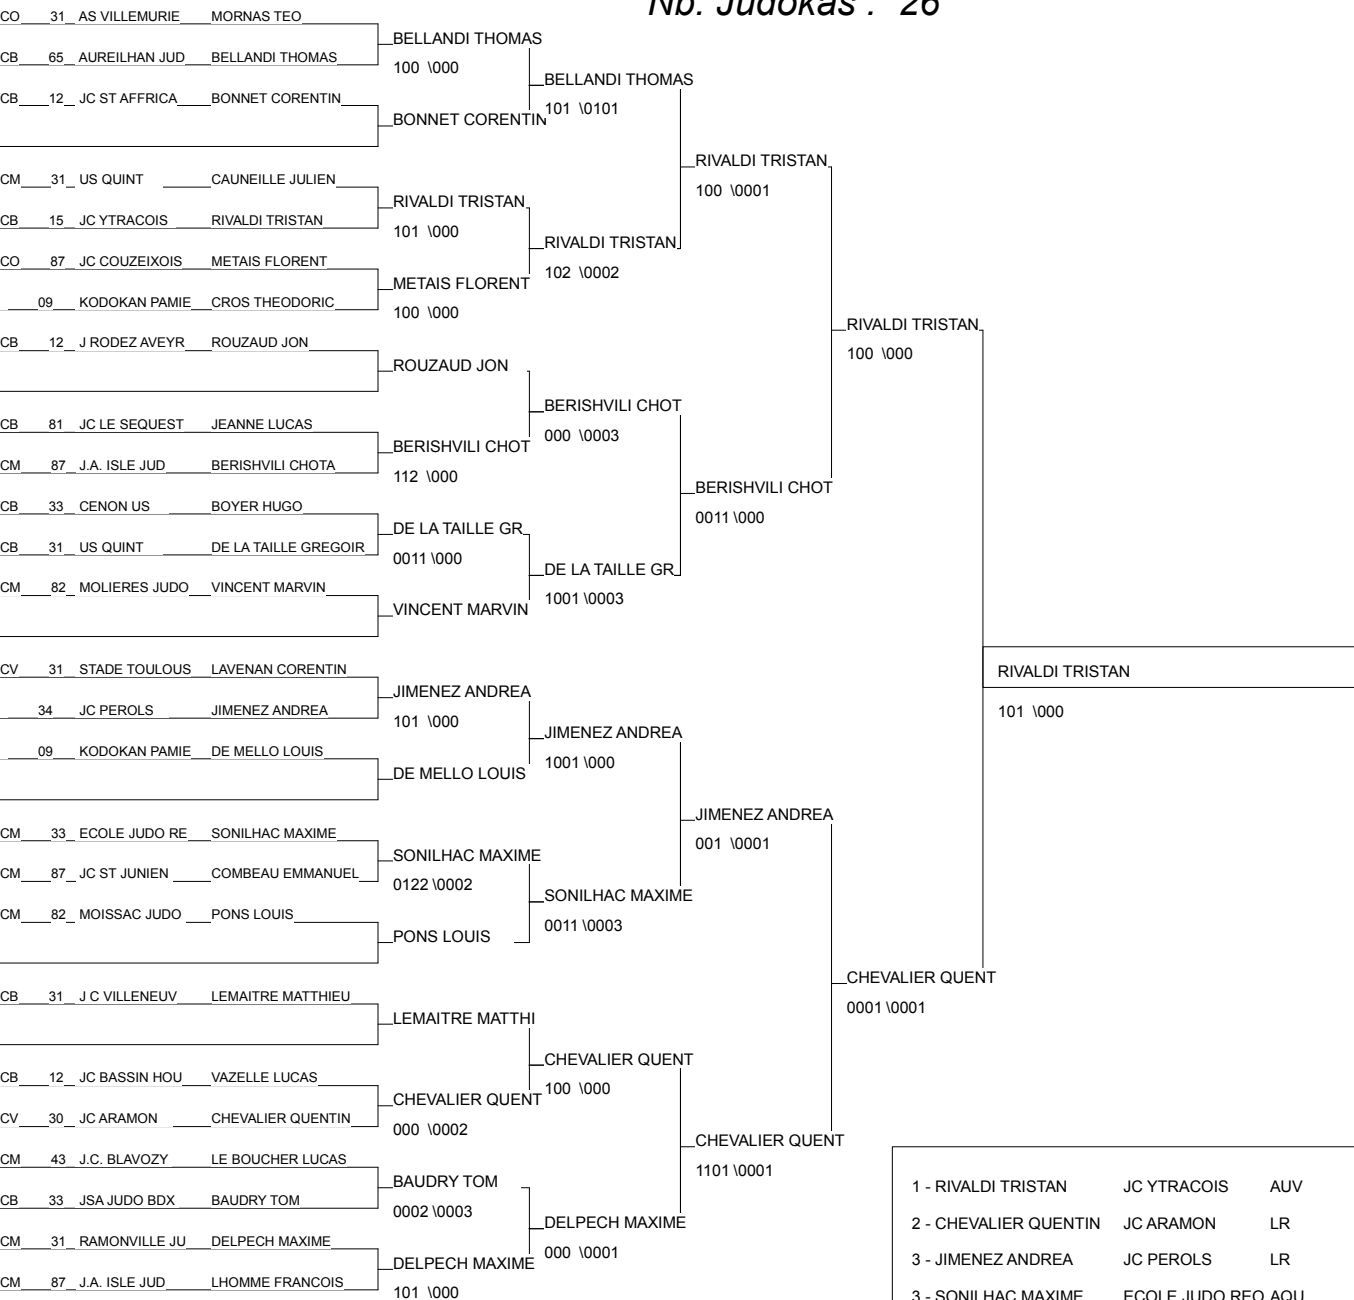 Nb. Judokas : 26
CO 31 AS VILLEMURIE MORNAS TEO
BELLANDI THOMAS
CB 65 AUREILHAN JUD BELLANDI THOMAS
100 \000
BELLANDI THOMAS
CB 12 JC ST AFFRICA BONNET CORENTIN
101 \0101
BONNET CORENTIN
RIVALDI TRISTAN
CM 31 US QUINT CAUNEILLE JULIEN
100 \0001
RIVALDI TRISTAN
CB 15 JC YTRACOIS RIVALDI TRISTAN
101 \000
RIVALDI TRISTAN
CO 87 JC COUZEIXOIS METAIS FLORENT
102 \0002
METAIS FLORENT
09 KODOKAN PAMIE CROS THEODORIC
100 \000
RIVALDI TRISTAN
CB 12 J RODEZ AVEYR ROUZAUD JON
100 \000
ROUZAUD JON
BERISHVILI CHOT
CB 81 JC LE SEQUEST JEANNE LUCAS
000 \0003
BERISHVILI CHOT
CM 87 J.A. ISLE JUD BERISHVILI CHOTA
112 \000
BERISHVILI CHOT
CB 33 CENON US BOYER HUGO
0011 \000
DE LA TAILLE GR
CB 31 US QUINT DE LA TAILLE GREGOIR
0011 \000
DE LA TAILLE GR
CM 82 MOLIERES JUDO VINCENT MARVIN
1001 \0003
VINCENT MARVIN
CV 31 STADE TOULOUS LAVENAN CORENTIN
RIVALDI TRISTAN
JIMENEZ ANDREA
34 JC PEROLS JIMENEZ ANDREA
101 \000
101 \000
JIMENEZ ANDREA
09 KODOKAN PAMIE DE MELLO LOUIS
1001 \000
DE MELLO LOUIS
JIMENEZ ANDREA
CM 33 ECOLE JUDO RE SONILHAC MAXIME
001 \0001
SONILHAC MAXIME
CM 87 JC ST JUNIEN COMBEAU EMMANUEL
0122 \0002
SONILHAC MAXIME
CM 82 MOISSAC JUDO PONS LOUIS
0011 \0003
PONS LOUIS
CHEVALIER QUENT
CB 31 J C VILLENEUV LEMAITRE MATTHIEU
0001 \0001
LEMAITRE MATTHI
CHEVALIER QUENT
CB 12 JC BASSIN HOU VAZELLE LUCAS
100 \000
CHEVALIER QUENT
CV 30 JC ARAMON CHEVALIER QUENTIN
000 \0002
CHEVALIER QUENT
CM 43 J.C. BLAVOZY LE BOUCHER LUCAS
1101 \0001
BAUDRY TOM
CB 33 JSA JUDO BDX BAUDRY TOM
0002 \0003
DELPECH MAXIME
CM 31 RAMONVILLE JU DELPECH MAXIME
000 \0001
DELPECH MAXIME
CM 87 J.A. ISLE JUD LHOMME FRANCOIS
101 \000
1 - RIVALDI TRISTAN JC YTRACOIS AUV
2 - CHEVALIER QUENTIN JC ARAMON LR
3 - JIMENEZ ANDREA JC PEROLS LR
3 - SONILHAC MAXIME ECOLE JUDO REO AQU